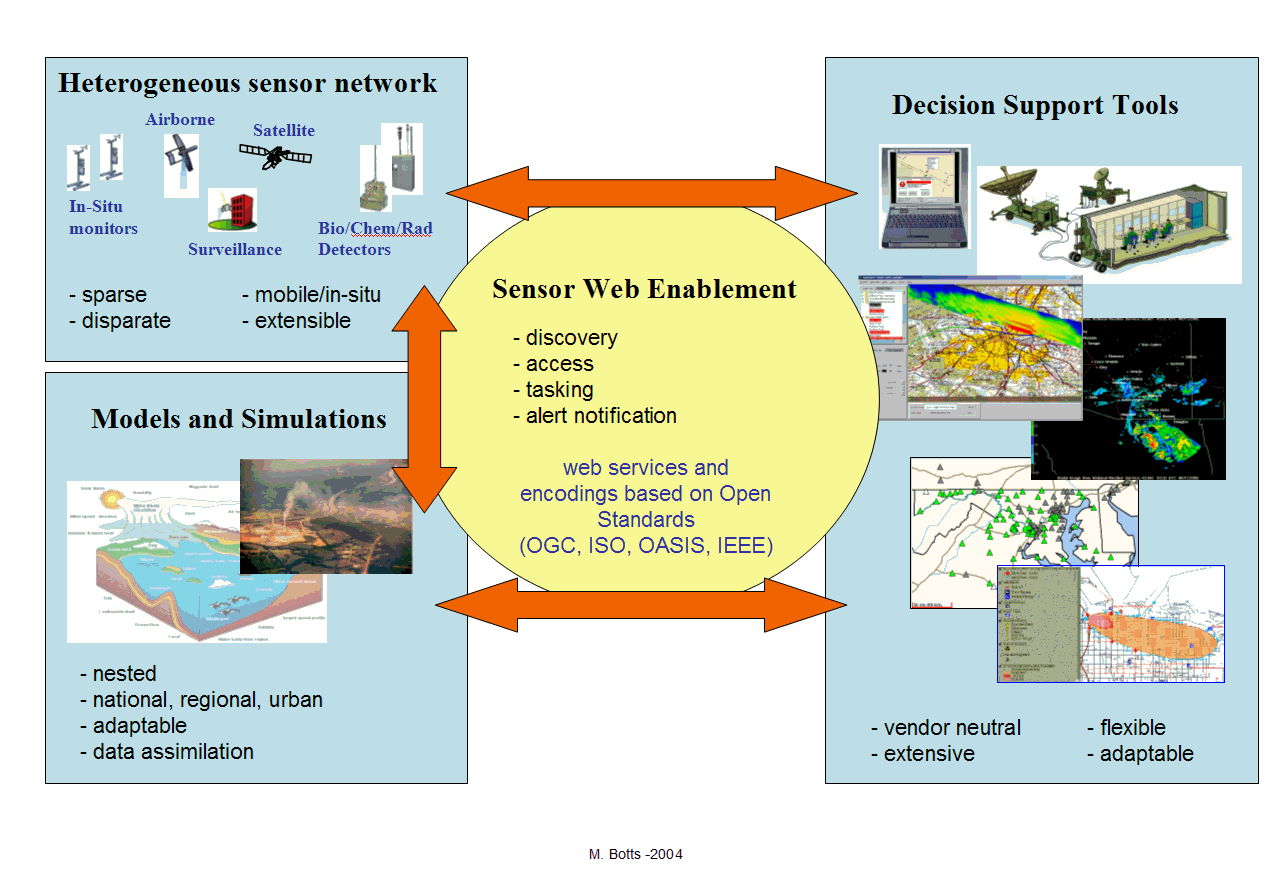 Heterogeneous sensor network
Airborne
Satellite
In-Situ
monitors
Surveillance
Bio/Chem/Rad
Detectors
- sparse
- disparate
- mobile/in-situ
- extensible
Models and Simulations
- nested
- national, regional, urban
- adaptable
- data assimilation
Sensor Web Enablement
- discovery
- access
- tasking
- alert notification
web services and
encodings based on Open
Standards
(OGC, ISO, OASIS, IEEE)
Decision Support Tools
- vendor neutral
- extensive
- flexible
- adaptable
M. Botts -2004